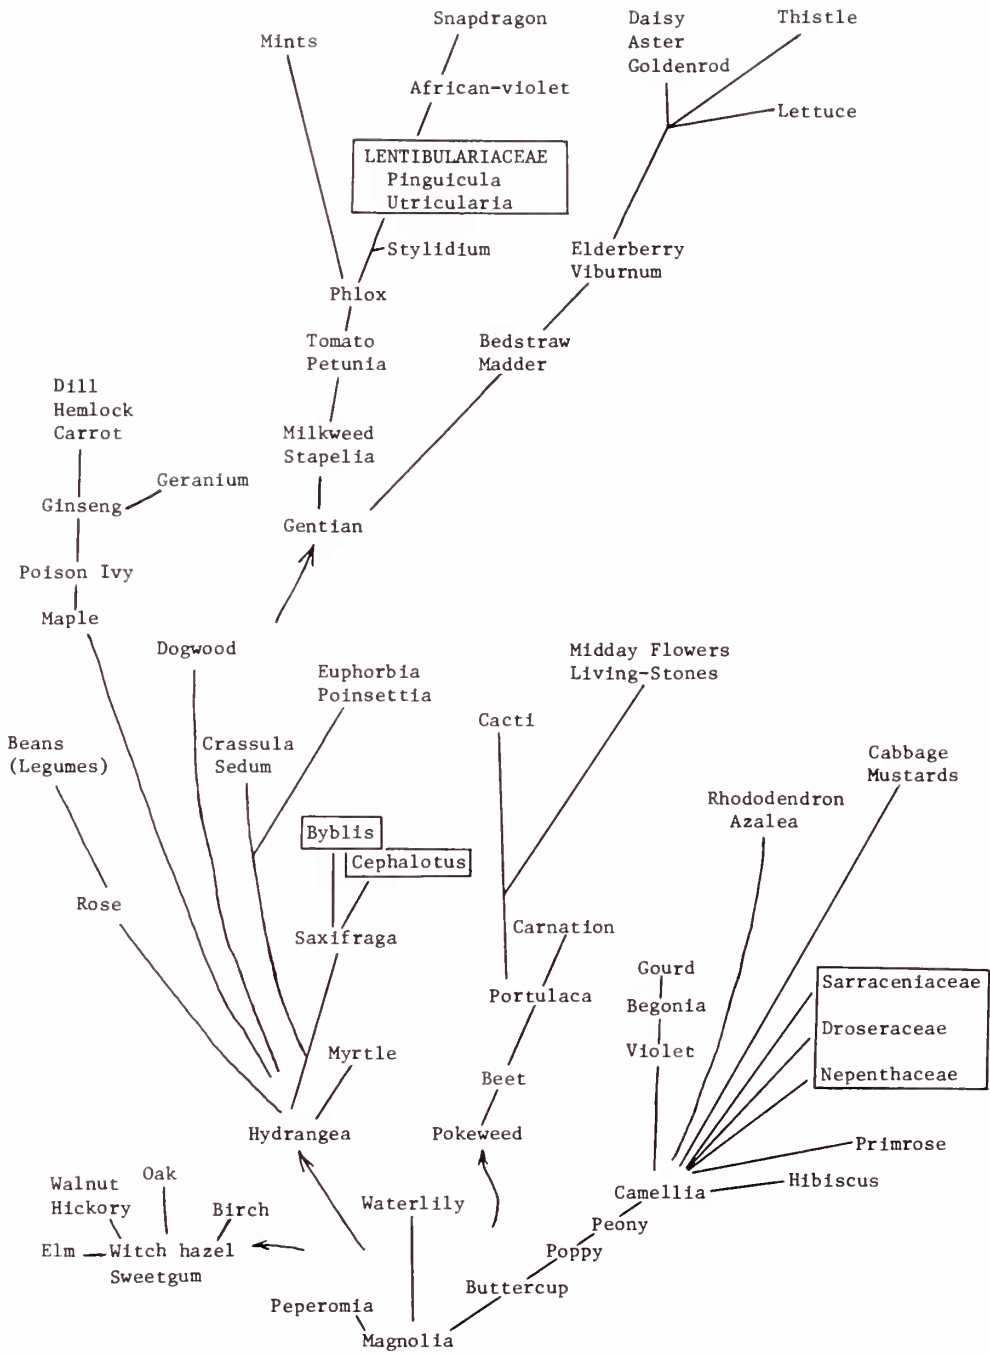 Snapdragon
Daisy
Aster
Goldenrod
Thistle
Mints
African-violet
Lettuce
LENTIBULARIACEAE
Pinguicula
Utricularia
Stylidium
Elderberry
Viburnum
Phlox
Tomato
Petunia
Bedstraw
Madder
Dill
Hemlock
Carrot
Milkweed
Stapelia
Geranium
Ginseng
Gentian
Poison Ivy
Maple
Dogwood
Midday Flowers
Living-Stones
Euphorbia
Poinsettia
Cacti
Beans
(Legumes)
Crassula
Sedum
Cabbage
Mustards
Rhododendron
Azalea
Byblis
Cephalotus
Rose
Saxifraga
Carnation
Gourd
Sarraceniaceae
Portulaca
Begonia
Droseraceae
Myrtle
Violet
Beet
Nepenthaceae
Hydrangea
Pokeweed
Primrose
Walnut
Hickory
Oak
Birch
Waterlily
Camellia
Hibiscus
Peony
Elm
Witch hazel
Sweetgum
Poppy
Buttercup
Peperomia
Magnolia